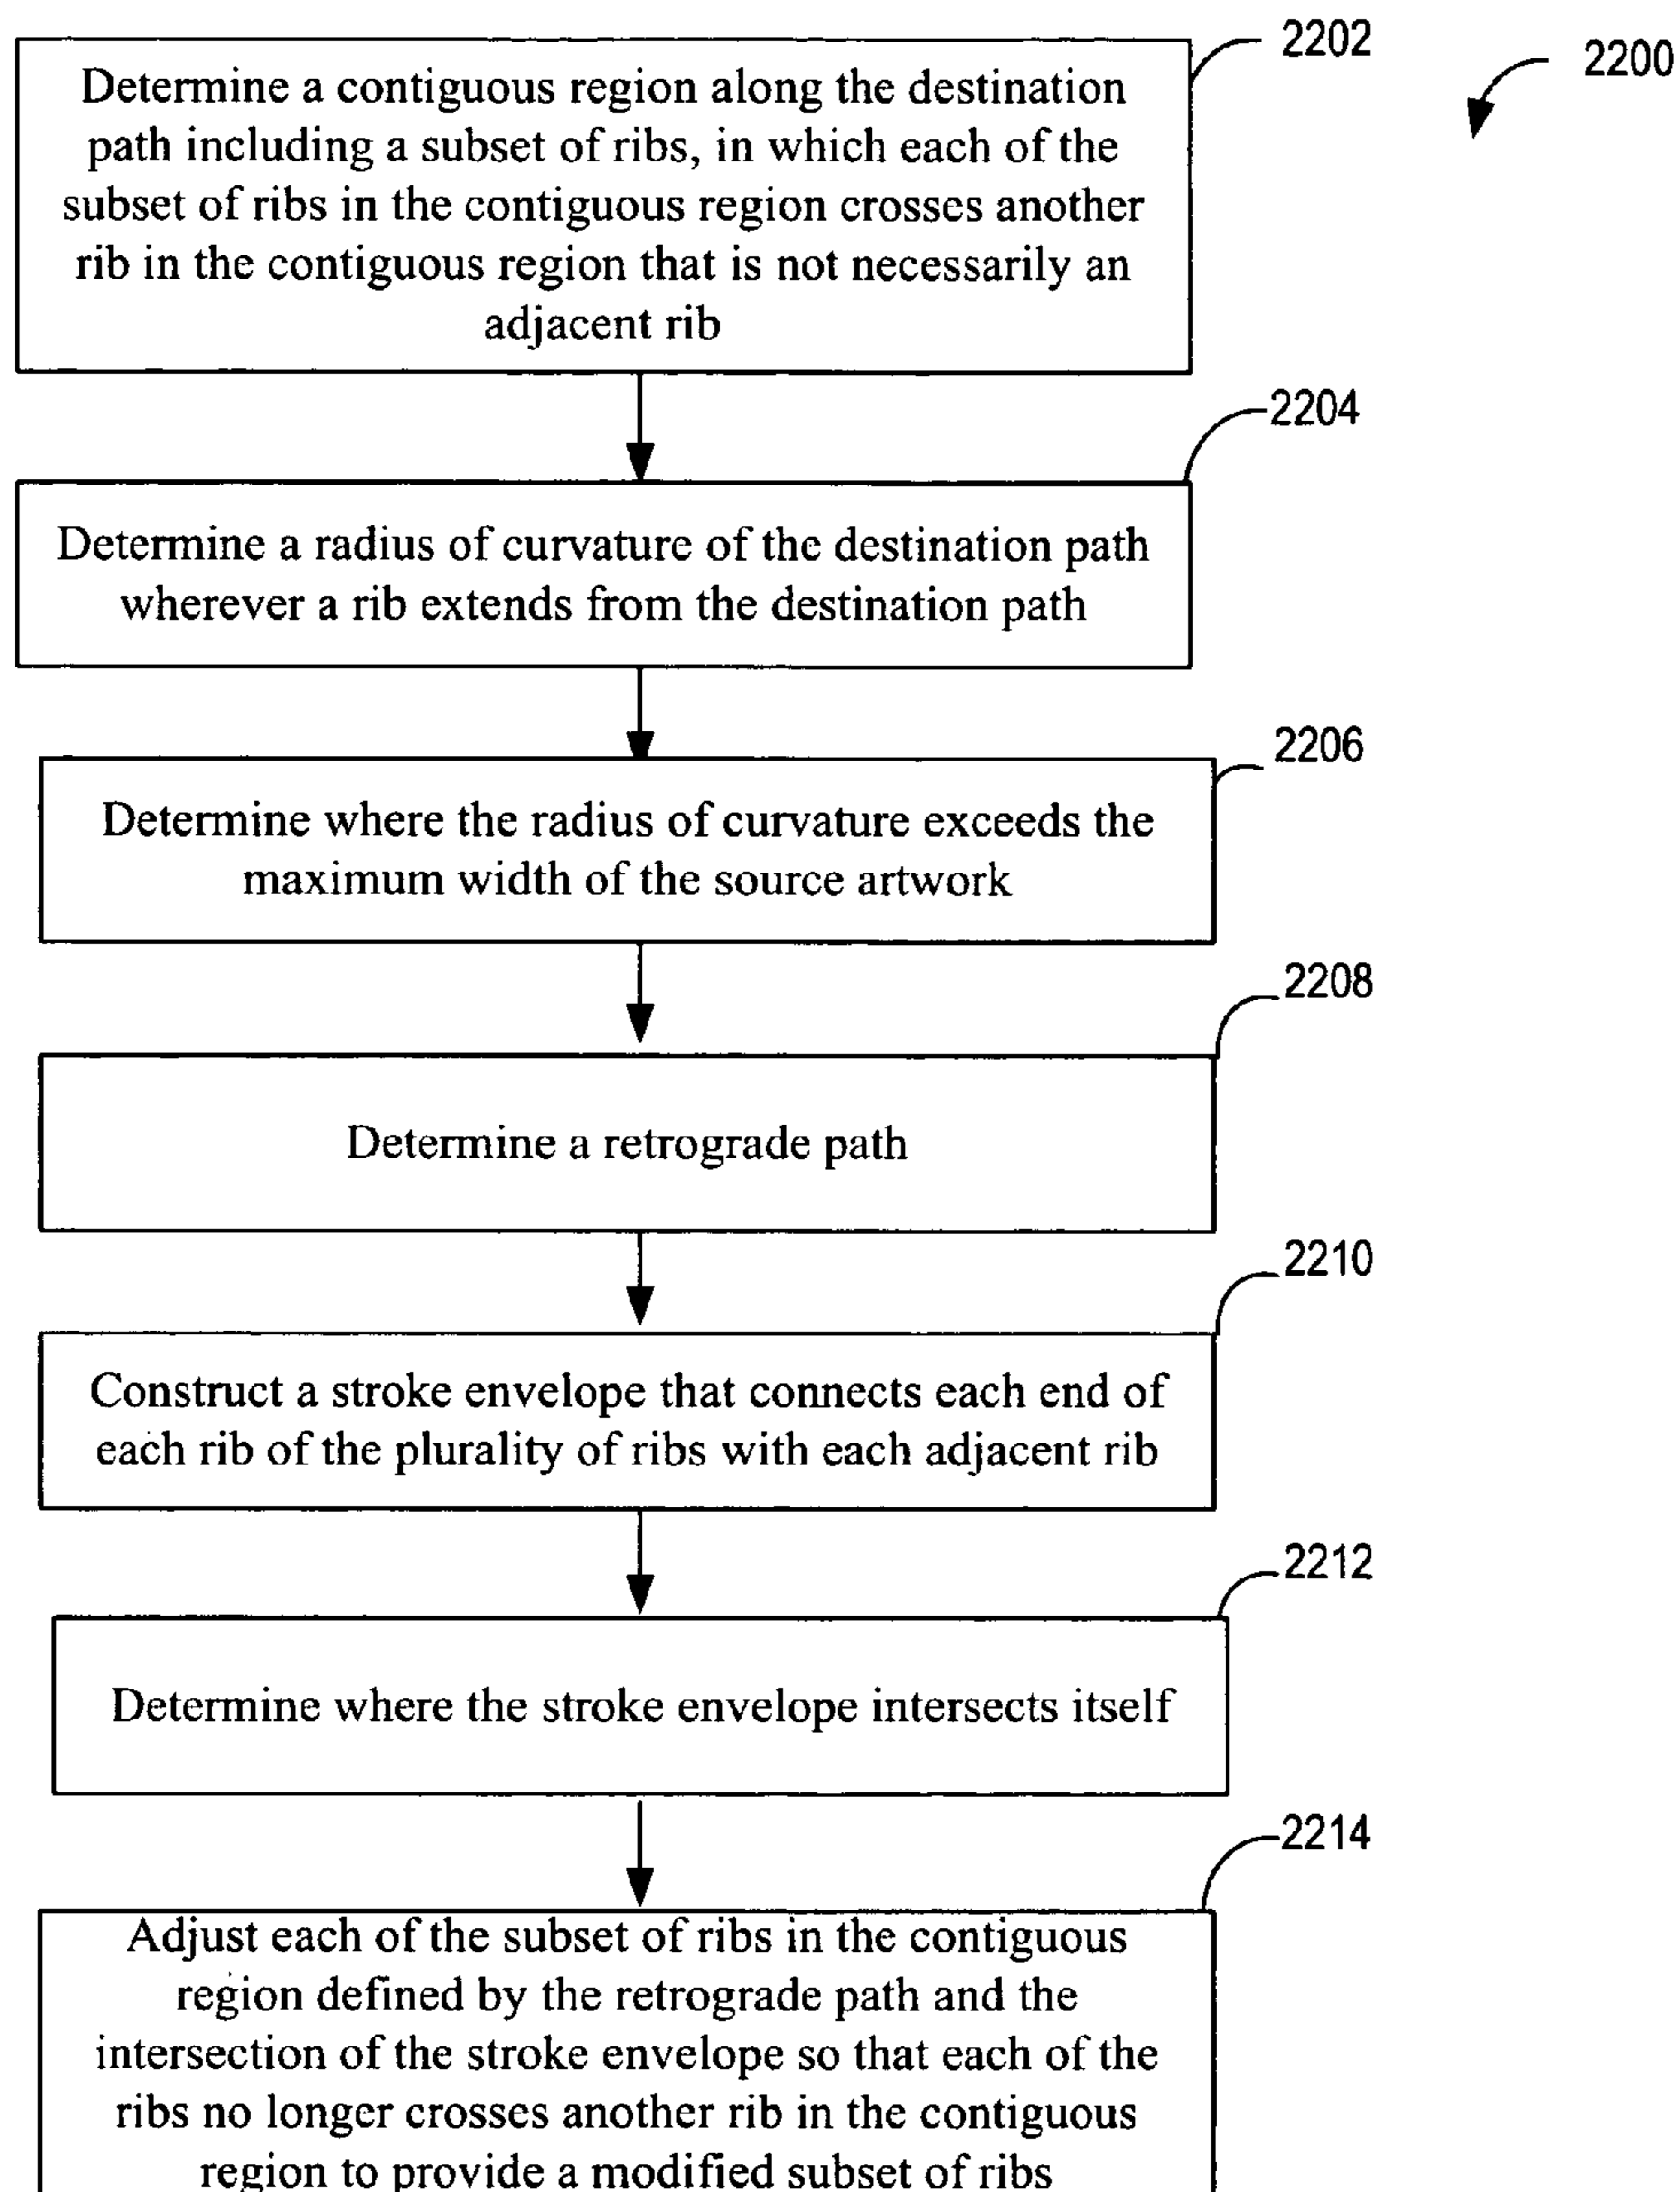 2202
2200
Determine a contiguous region along the destination
path including a subset of ribs, in which each of the
subset of ribs in the contiguous region crosses another
rib in the contiguous region that is not necessarily an
adjacent rib
2204
Determine a radius of curvature of the destination path
wherever a rib extends from the destination path
2206
Determine where the radius of curvature exceeds the
maximum width of the source artwork
2208
Determine a retrograde path
2210
Construct a stroke envelope that connects each end of
each rib of the plurality of ribs with each adjacent rib
2212
Determine where the stroke envelope intersects itself
2214
Adjust each of the subset of ribs in the contiguous
region defined by the retrograde path and the
intersection of the stroke envelope so that each of the
ribs no longer crosses another rib in the contiguous
region to provide a modified subset of ribs